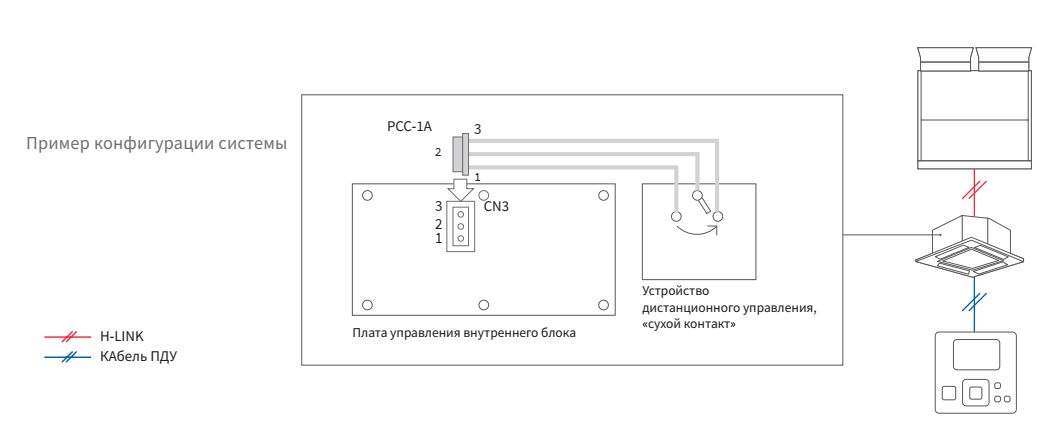 Пример конфигурации системы
PCC-1A
3
2
1
3
2
1
CN3
Устройство
дистанционного управления,
«сухой контакт»
Плата управления внутреннего блока
H-LINK
КАбель ПДУ